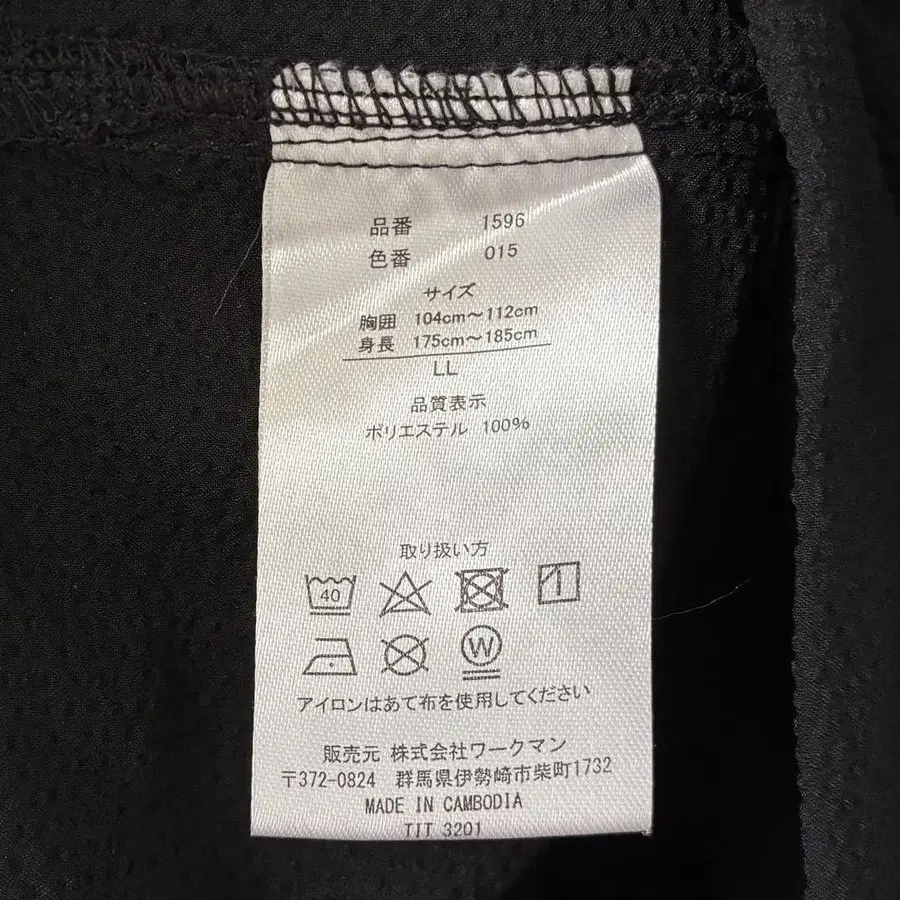 品番 1596
色番 015
サイズ
胸囲 104cm～112cm
身長 175cm～185cm
LL
品質表示
ポリエステル 100%
取り扱い方
40
W
アイロンはあて布を使用してください
販売元 株式会社ワークマン
〒372-0824 群馬県伊勢崎市柴町1732
MADE IN CAMBODIA
TIT 3201